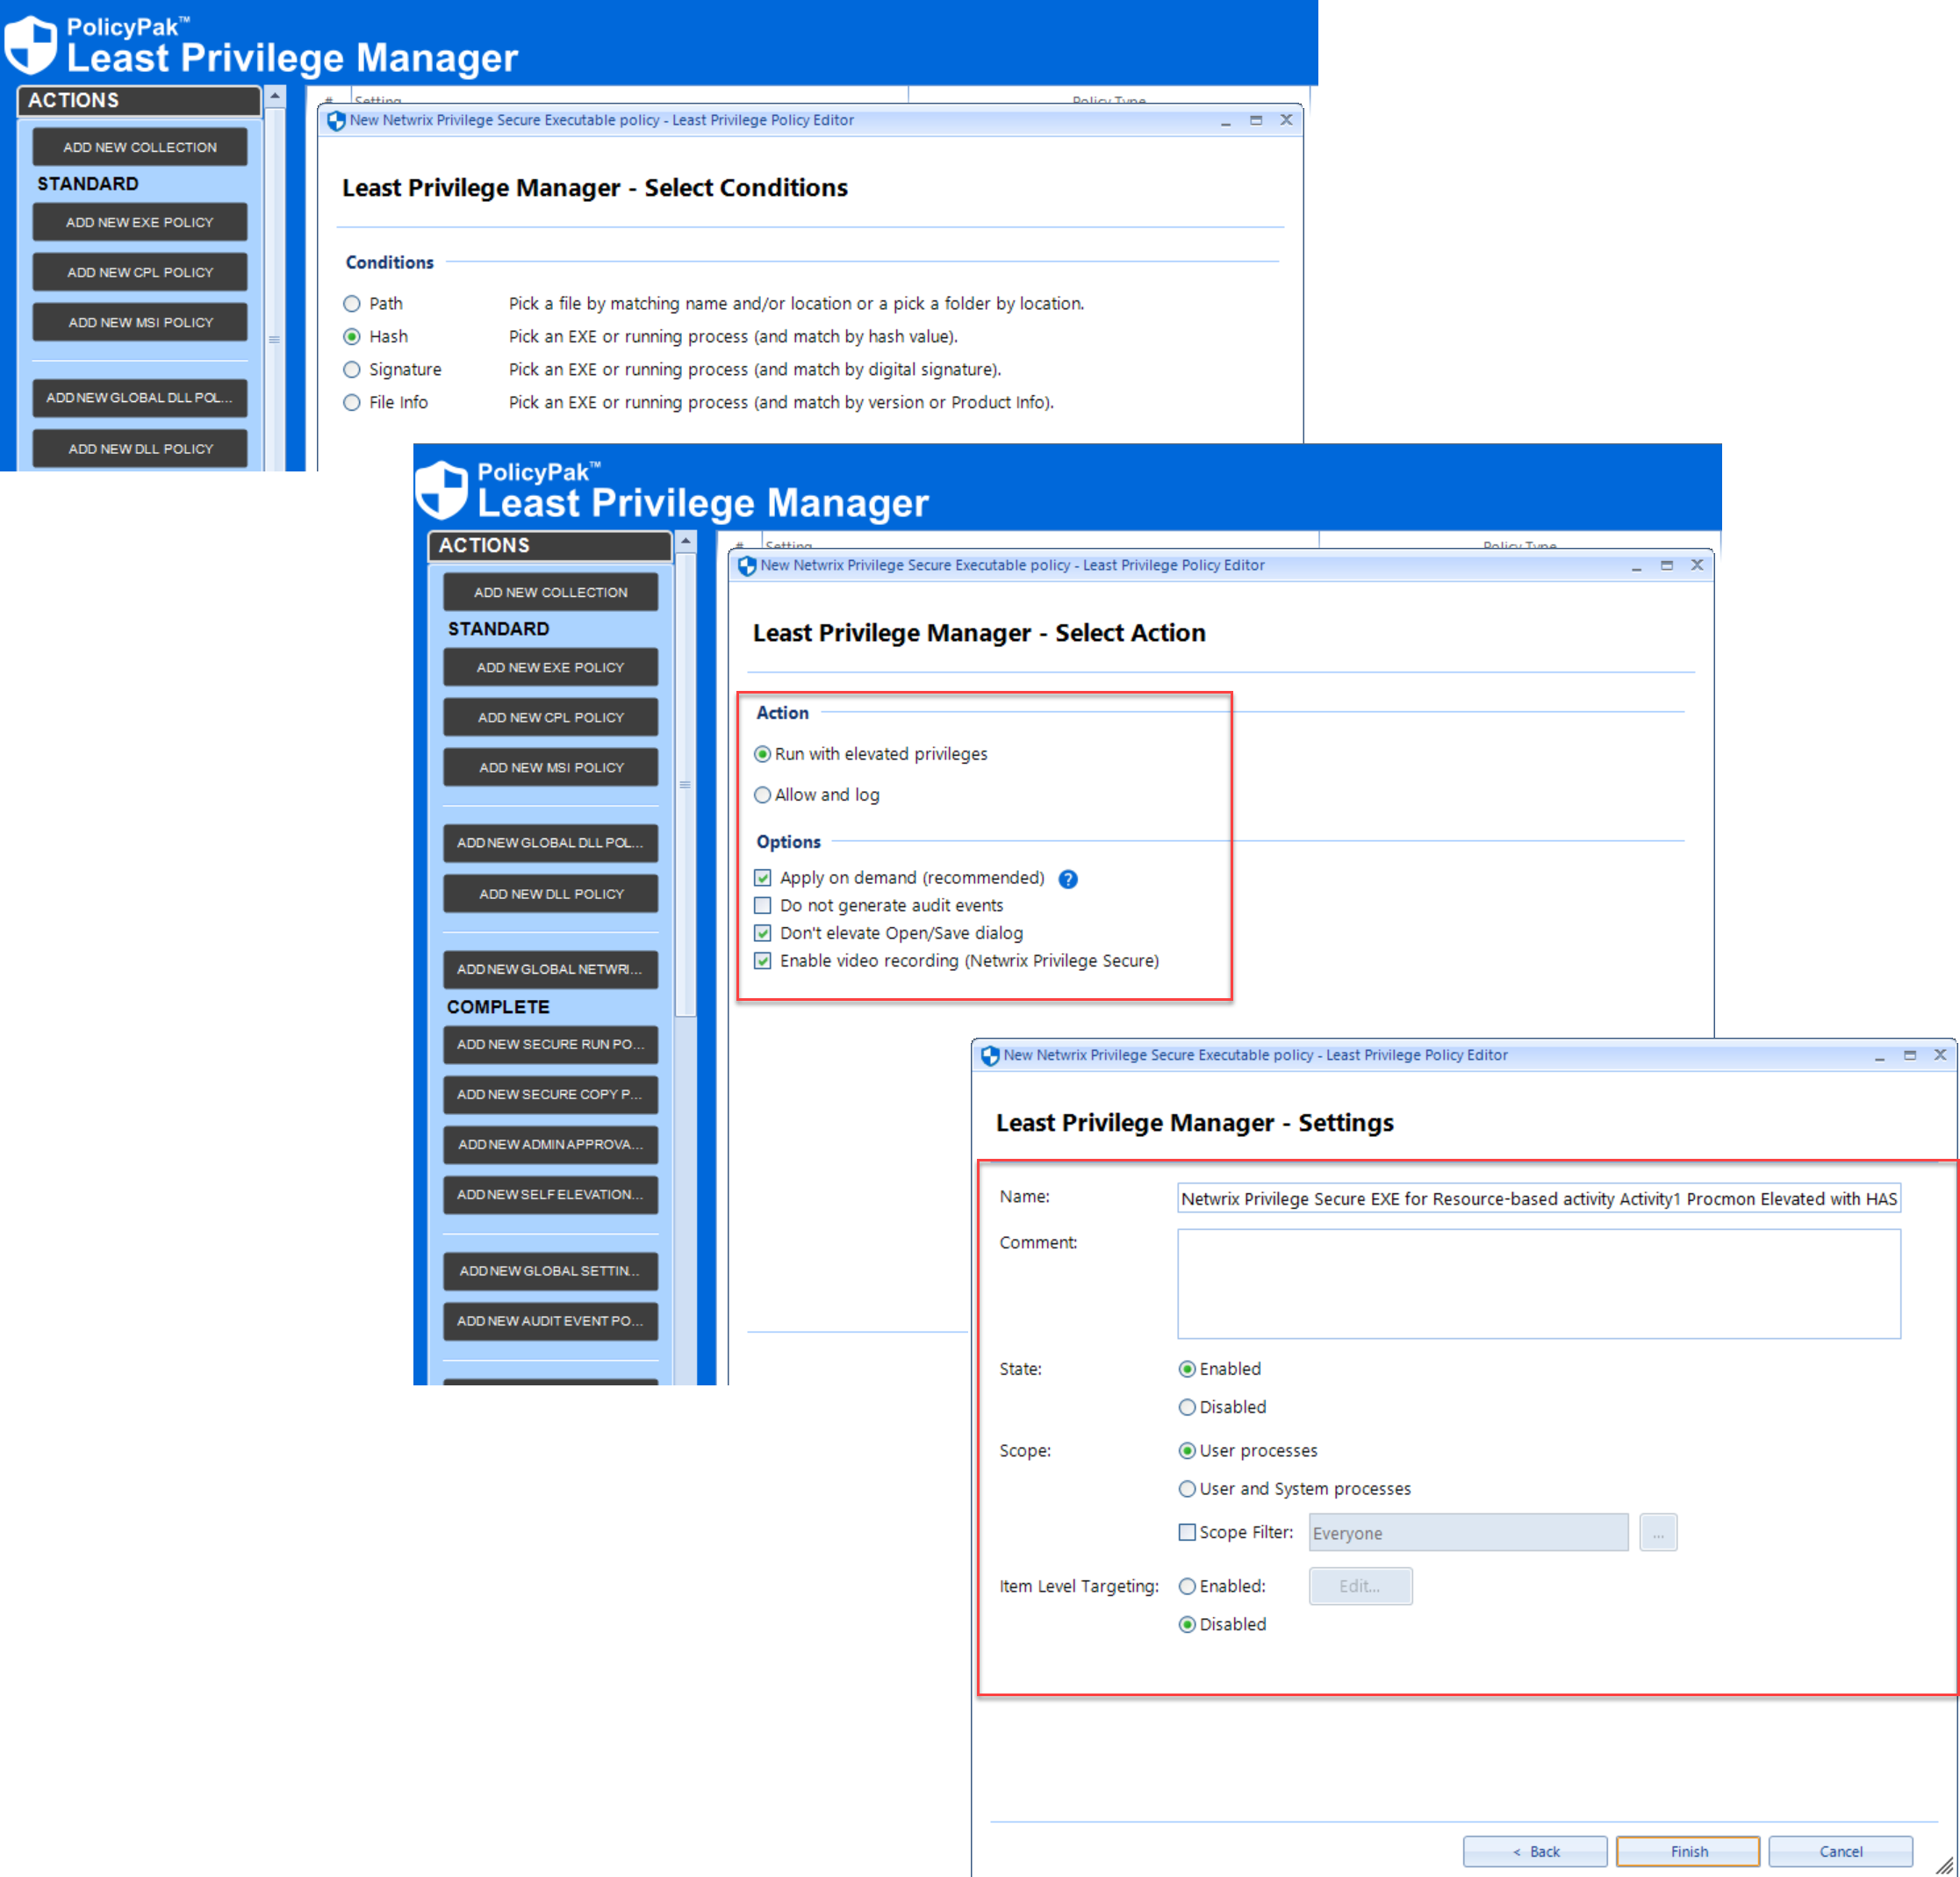 PolicyPak™
Least Privilege Manager
ACTIONS
ADD NEW COLLECTION
STANDARD
ADD NEW EXE POLICY
ADD NEW CPL POLICY
ADD NEW MSI POLICY
ADD NEW GLOBAL DLL POL...
ADD NEW DLL POLICY
# Setting Policy Type
New Netwrix Privilege Secure Executable policy - Least Privilege Policy Editor
Least Privilege Manager - Select Conditions
Conditions
Path Pick a file by matching name and/or location or a pick a folder by location.
Hash Pick an EXE or running process (and match by hash value).
Signature Pick an EXE or running process (and match by digital signature).
File Info Pick an EXE or running process (and match by version or Product Info).
PolicyPak™
Least Privilege Manager
ACTIONS
ADD NEW COLLECTION
STANDARD
ADD NEW EXE POLICY
ADD NEW CPL POLICY
ADD NEW MSI POLICY
ADD NEW GLOBAL DLL POL...
ADD NEW DLL POLICY
ADD NEW GLOBAL NETWRI...
COMPLETE
ADD NEW SECURE RUN PO...
ADD NEW SECURE COPY P...
ADD NEW ADMIN APPROVA...
ADD NEW SELF ELEVATION...
ADD NEW GLOBAL SETTIN...
ADD NEW AUDIT EVENT PO...
# Setting Policy Type
New Netwrix Privilege Secure Executable policy - Least Privilege Policy Editor
Least Privilege Manager - Select Action
Action
Run with elevated privileges
Allow and log
Options
Apply on demand (recommended) ?
Do not generate audit events
Don't elevate Open/Save dialog
Enable video recording (Netwrix Privilege Secure)
New Netwrix Privilege Secure Executable policy - Least Privilege Policy Editor
Least Privilege Manager - Settings
Name: Netwrix Privilege Secure EXE for Resource-based activity Activity1 Procmon Elevated with HAS
Comment:
State: Enabled
Disabled
Scope: User processes
User and System processes
Scope Filter: Everyone ...
Item Level Targeting: Enabled: Edit...
Disabled
< Back Finish Cancel